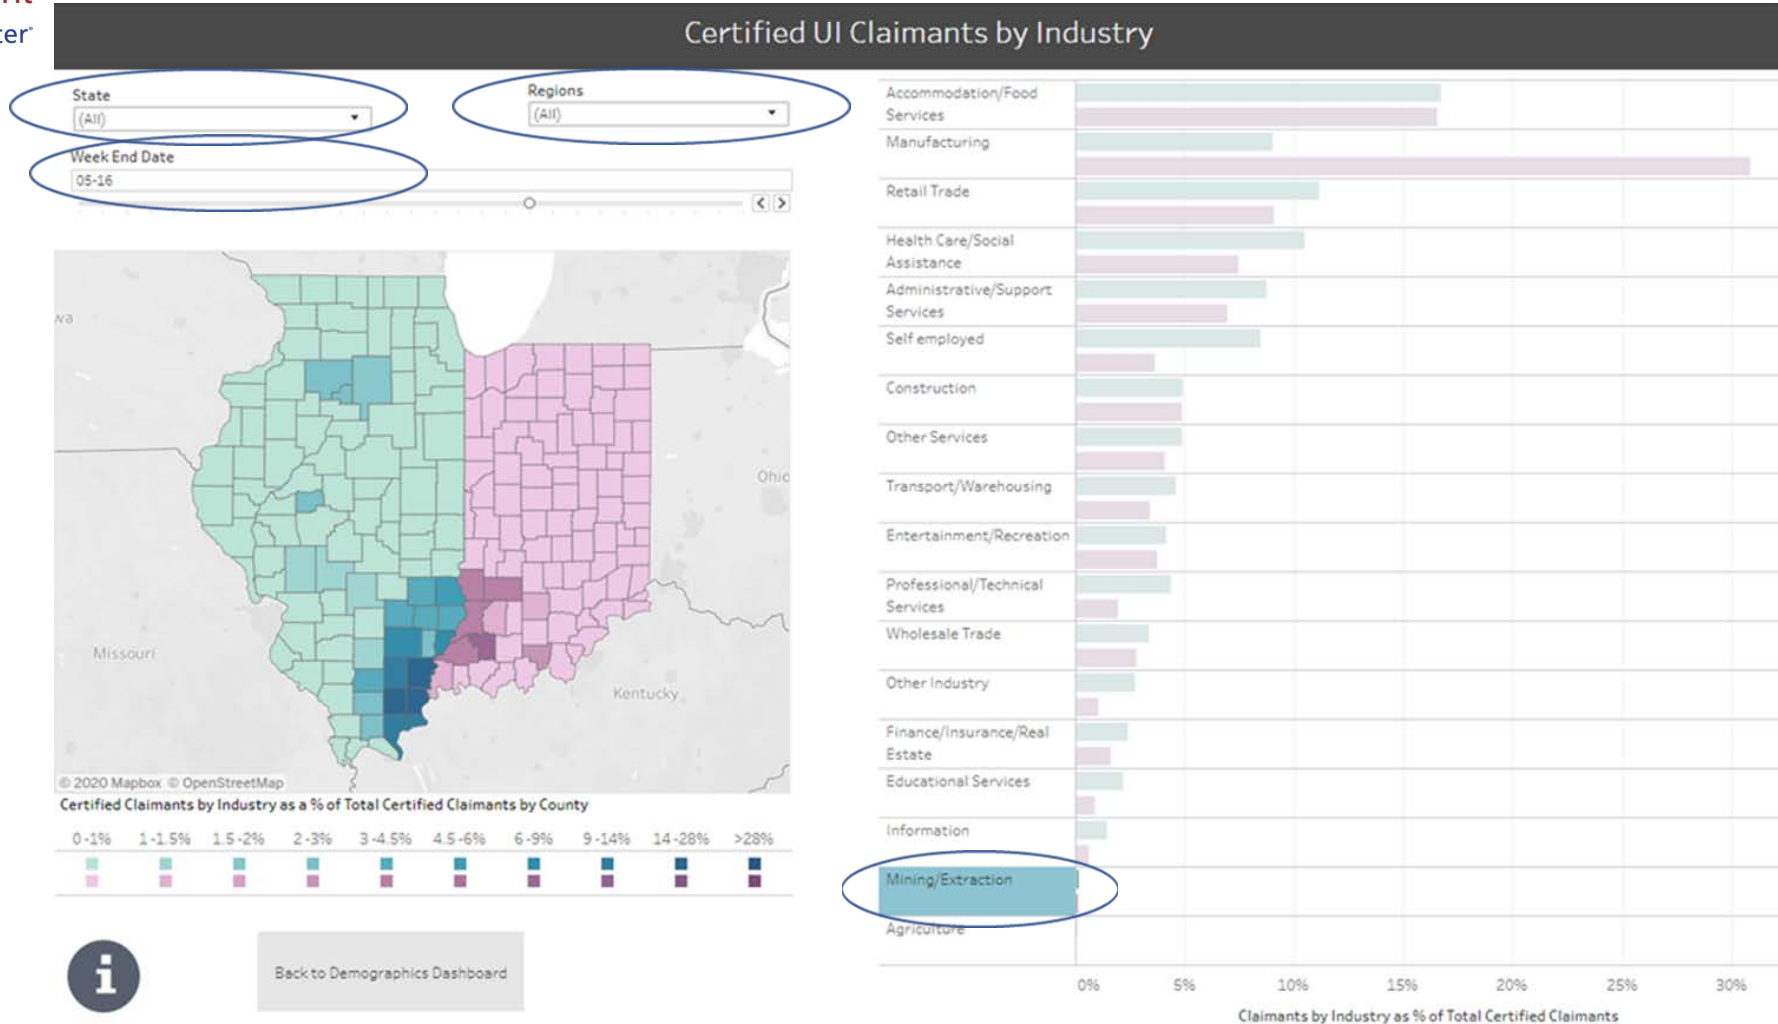 Certified UI Claimants by Industry
State
(All)
Regions
(All)
Week End Date
05-16
Ohio
Missouri
Kentucky
© 2020 Mapbox © OpenStreetMap
Certified Claimants by Industry as a % of Total Certified Claimants by County
0-1% 1-1.5% 1.5-2% 2-3% 3-4.5% 4.5-6% 6-9% 9-14% 14-28% >28%
Back to Demographics Dashboard
i
Accommodation/Food
Services
Manufacturing
Retail Trade
Health Care/Social
Assistance
Administrative/Support
Services
Self employed
Construction
Other Services
Transport/Warehousing
Entertainment/Recreation
Professional/Technical
Services
Wholesale Trade
Other Industry
Finance/Insurance/Real
Estate
Educational Services
Information
Mining/Extraction
Agriculture
0% 5% 10% 15% 20% 25% 30%
Claimants by Industry as % of Total Certified Claimants